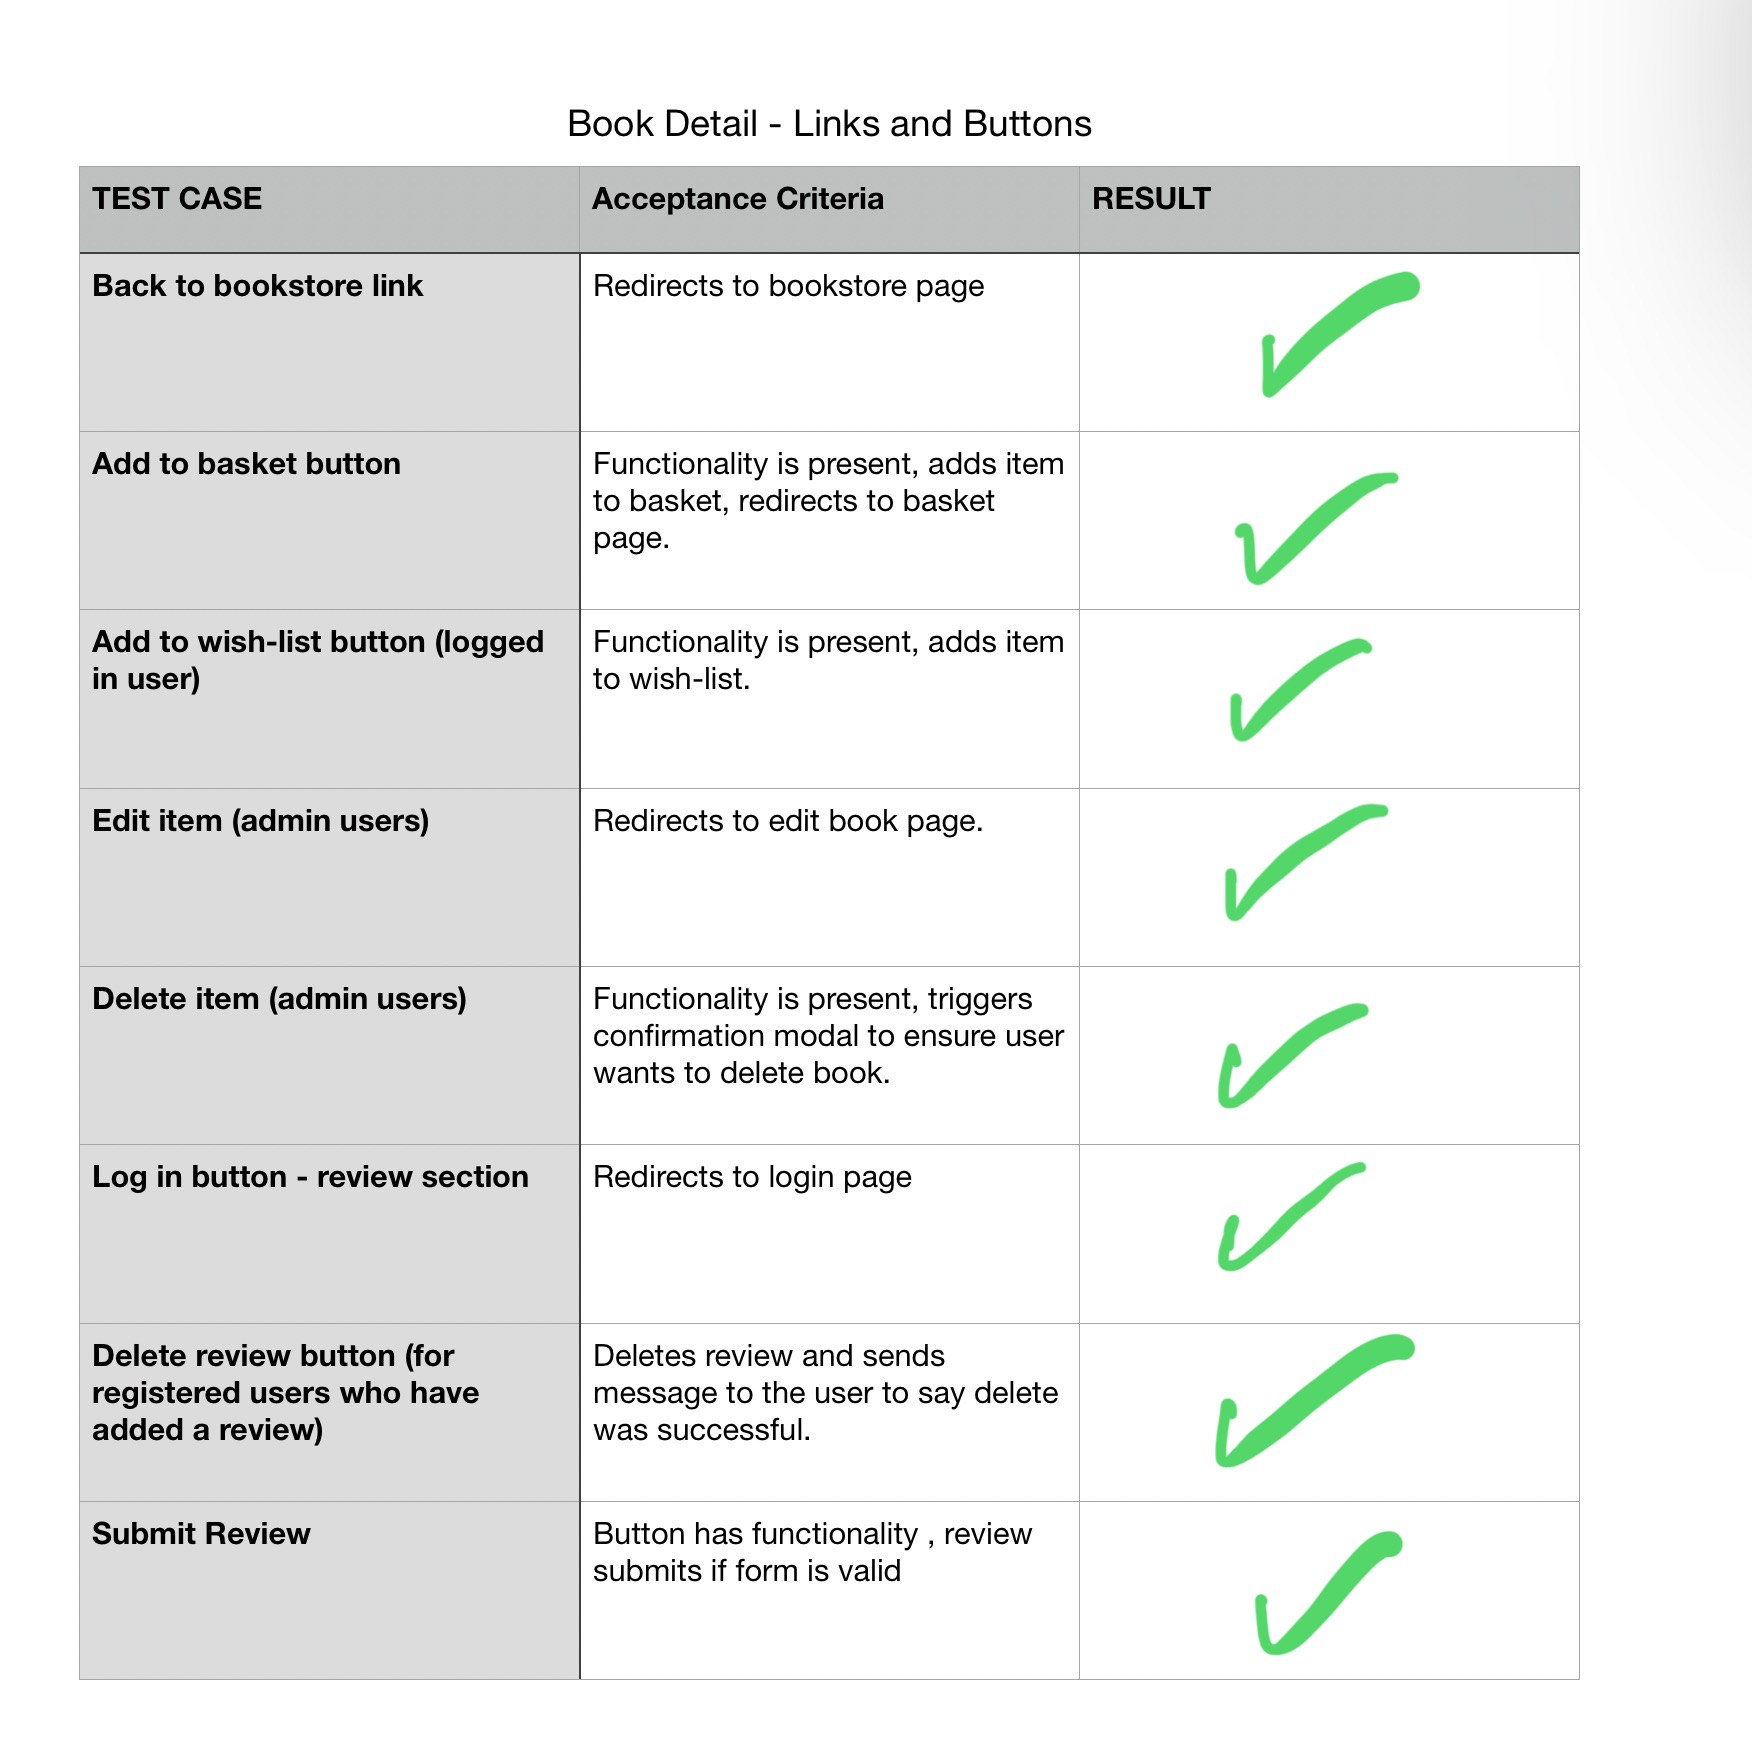 Book Detail - Links and Buttons
TEST CASE
Acceptance Criteria
RESULT
Back to bookstore link
Redirects to bookstore page
Add to basket button
Functionality is present, adds item
to basket, redirects to basket
page.
Add to wish-list button (logged
in user)
Functionality is present, adds item
to wish-list.
Edit item (admin users)
Redirects to edit book page.
Delete item (admin users)
Functionality is present, triggers
confirmation modal to ensure user
wants to delete book.
Log in button - review section
Redirects to login page
Delete review button (for
registered users who have
added a review)
Deletes review and sends
message to the user to say delete
was successful.
Submit Review
Button has functionality , review
submits if form is valid